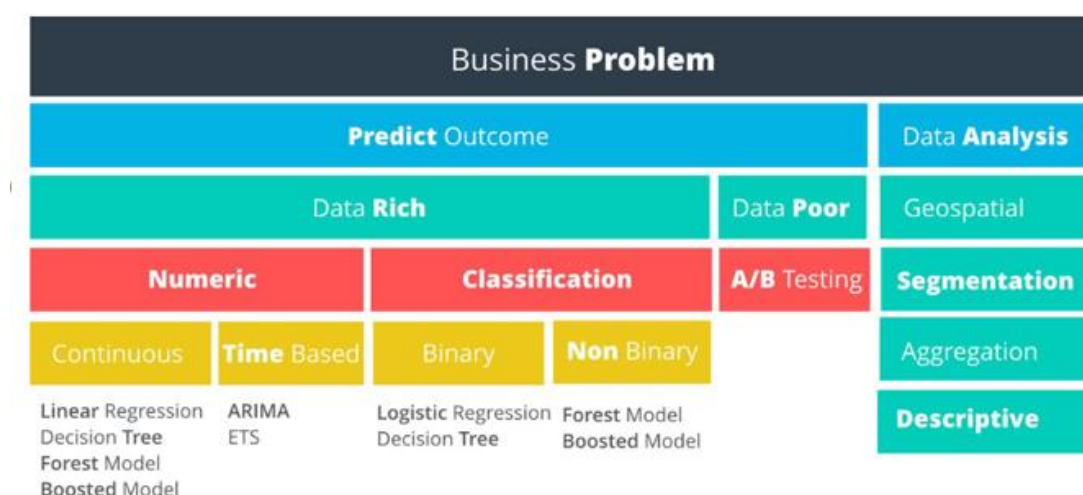 Business Problem
Predict Outcome
Data Analysis
Data Rich
Data Poor
Geospatial
Numeric
Classification
A/B Testing
Segmentation
Continuous
Time Based
Binary
Non Binary
Aggregation
Linear Regression
Decision Tree
Forest Model
Boosted Model
ARIMA
ETS
Logistic Regression
Decision Tree
Forest Model
Boosted Model
Descriptive